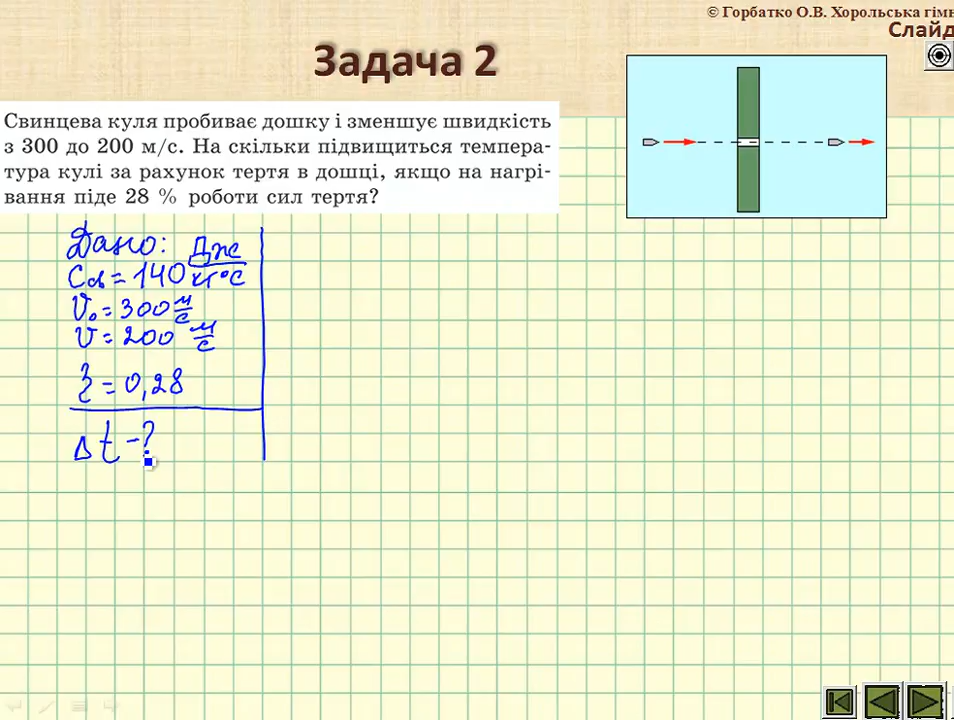 © Горбатко О.В. Хорольська гімн
Слайд
Задача 2
Свинцева куля пробиває дошку і зменшує швидкість
з 300 до 200 м/с. На скільки підвищиться темпера-
тура кулі за рахунок тертя в дошці, якщо на нагрі-
вання піде 28 % роботи сил тертя?
Дано:
C = 140 Дж/кг°С
V₀ = 300 м/с
V = 200 м/с
= 0,28
Δt - ?